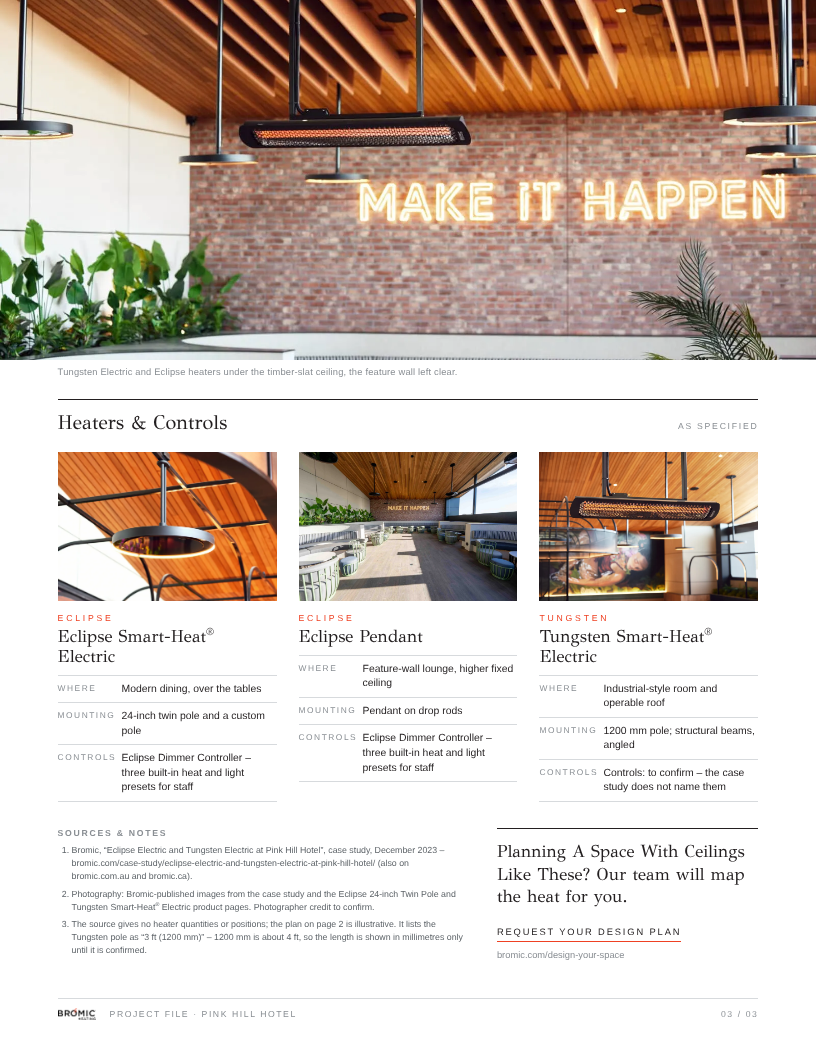 MAKE iT HAPPEN
Tungsten Electric and Eclipse heaters under the timber-slat ceiling, the feature wall left clear.
Heaters & Controls
AS SPECIFIED
MAKE IT HAPPEN
ECLIPSE
Eclipse Smart-Heat®
Electric
WHERE Modern dining, over the tables
MOUNTING 24-inch twin pole and a custom
pole
CONTROLS Eclipse Dimmer Controller –
three built-in heat and light
presets for staff
ECLIPSE
Eclipse Pendant
WHERE Feature-wall lounge, higher fixed
ceiling
MOUNTING Pendant on drop rods
CONTROLS Eclipse Dimmer Controller –
three built-in heat and light
presets for staff
TUNGSTEN
Tungsten Smart-Heat®
Electric
WHERE Industrial-style room and
operable roof
MOUNTING 1200 mm pole; structural beams,
angled
CONTROLS Controls: to confirm – the case
study does not name them
SOURCES & NOTES
1. Bromic, “Eclipse Electric and Tungsten Electric at Pink Hill Hotel”, case study, December 2023 –
bromic.com/case-study/eclipse-electric-and-tungsten-electric-at-pink-hill-hotel/ (also on
bromic.com.au and bromic.ca).
2. Photography: Bromic-published images from the case study and the Eclipse 24-inch Twin Pole and
Tungsten Smart-Heat® Electric product pages. Photographer credit to confirm.
3. The source gives no heater quantities or positions; the plan on page 2 is illustrative. It lists the
Tungsten pole as “3 ft (1200 mm)” – 1200 mm is about 4 ft, so the length is shown in millimetres only
until it is confirmed.
Planning A Space With Ceilings
Like These? Our team will map
the heat for you.
REQUEST YOUR DESIGN PLAN
bromic.com/design-your-space
BROMIC
HEATING
PROJECT FILE · PINK HILL HOTEL
03 / 03